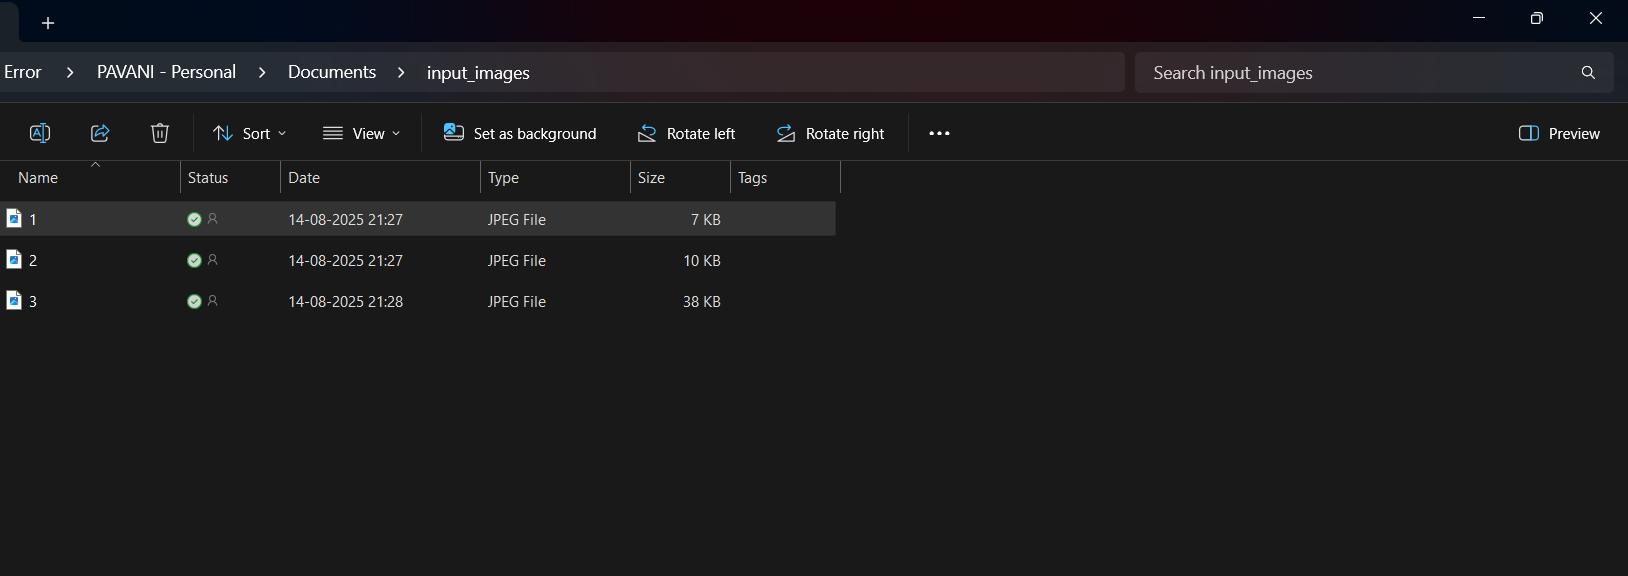 Error > PAVANI - Personal > Documents > input_images
Search input_images
Sort View Set as background Rotate left Rotate right ••• Preview
Name Status Date Type Size Tags
1 14-08-2025 21:27 JPEG File 7 KB
2 14-08-2025 21:27 JPEG File 10 KB
3 14-08-2025 21:28 JPEG File 38 KB